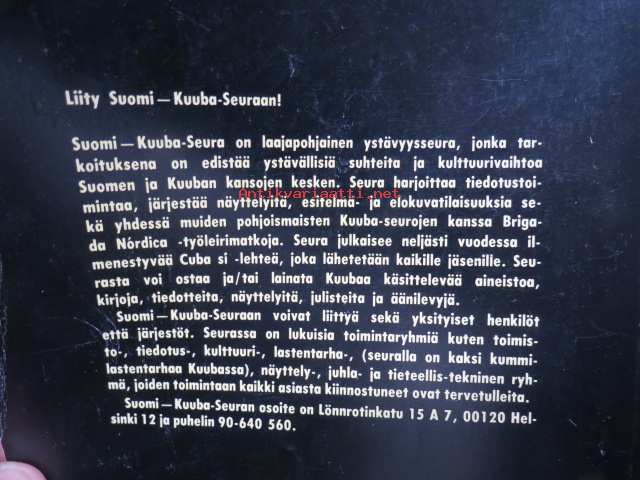 Liity Suomi — Kuuba-Seuraan!
Suomi — Kuuba-Seura on laajapohjainen ystävyysseura, jonka tar-
koituksena on edistää ystävällisiä suhteita ja kulttuurivaihtoa
Suomen ja Kuuban kansojen kesken. Seura harjoittaa tiedotustoi-
Antikvariaatti.net
mintaa, järjestää näyttelyitä, esitelmä- ja elokuvatilaisuuksia se-
kä yhdessä muiden pohjoismaisten Kuuba-seurojen kanssa Briga-
da Nórdica -työleirimatkoja. Seura julkaisee neljästi vuodessa il-
menestyvää Cuba si -lehteä, joka lähetetään kaikille jäsenille. Seu-
rasta voi ostaa ja/tai lainata Kuubaa käsittelevää aineistoa,
kirjoja, tiedotteita, näyttelyitä, julisteita ja äänilevyjä.
Suomi — Kuuba-Seuraan voivat liittyä sekä yksityiset henkilöt
että järjestöt. Seurassa on lukuisia toimintaryhmiä kuten toimis-
to-, tiedotus-, kulttuuri-, lastentarha-, (seuralla on kaksi kummi-
lastentarhaa Kuubassa), näyttely-, juhla- ja tieteellis-tekninen ryh-
mä, joiden toimintaan kaikki asiasta kiinnostuneet ovat tervetulleita.
Suomi — Kuuba-Seuran osoite on Lönnrotinkatu 15 A 7, 00120 Hel-
sinki 12 ja puhelin 90-640 560.